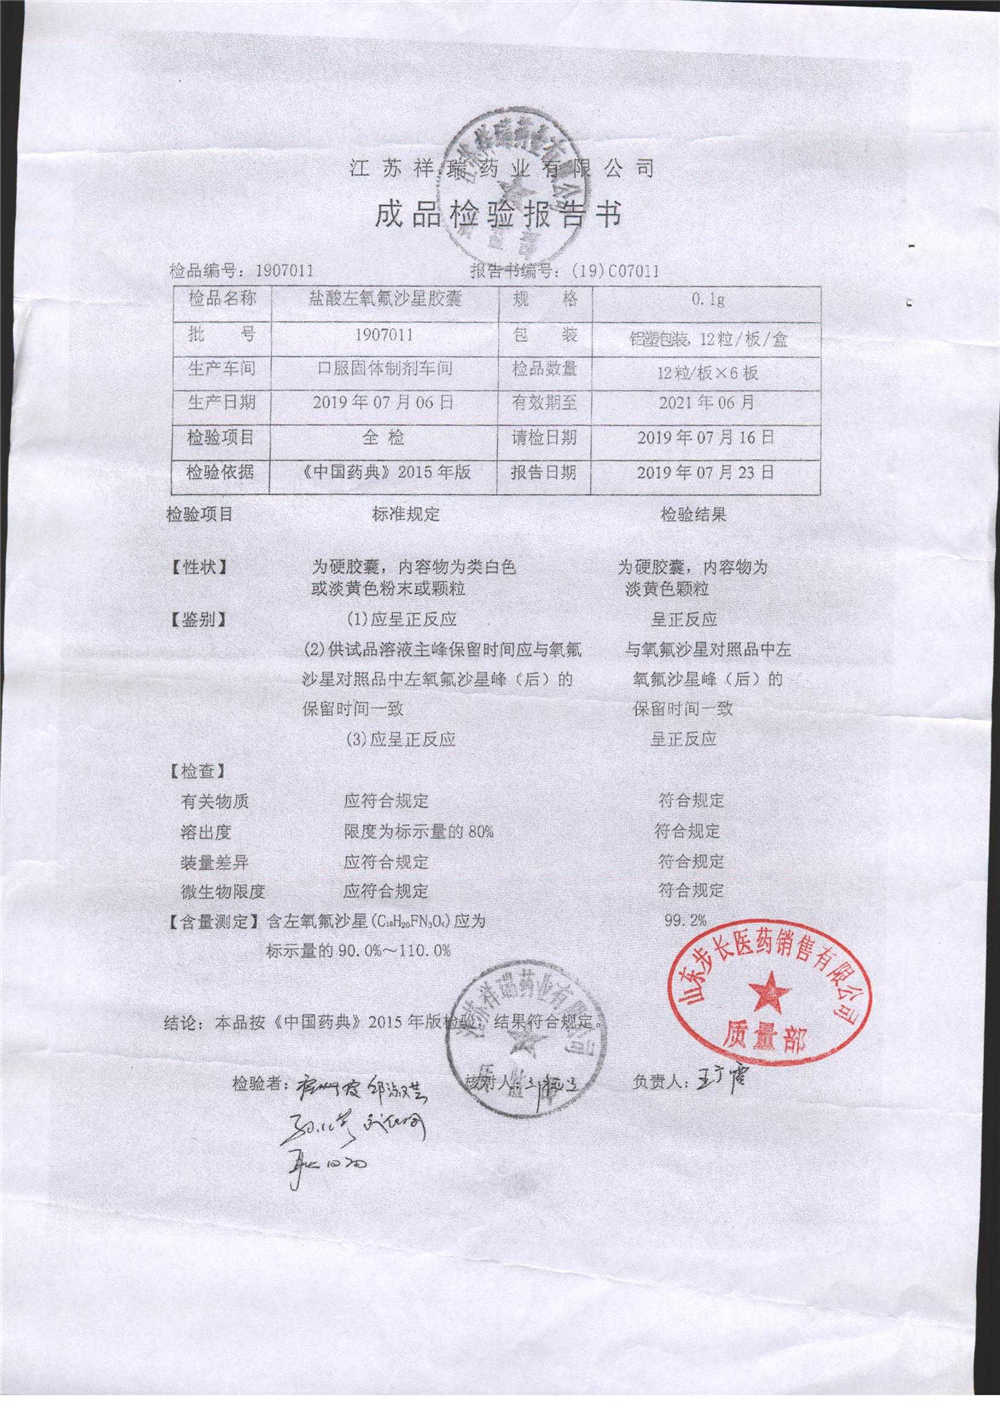 江苏祥瑞药业有限公司
成品检验报告书
检品编号：1907011 报告书编号：(19)C07011
检品名称 盐酸左氧氟沙星胶囊 规 格 0.1g
批 号 1907011 包 装 铝塑包装，12粒/板/盒
生产车间 口服固体制剂车间 检品数量 12粒/板×6板
生产日期 2019年07月06日 有效期至 2021年06月
检验项目 全 检 请检日期 2019年07月16日
检验依据 《中国药典》2015年版 报告日期 2019年07月23日
检验项目 标准规定 检验结果
【性状】 为硬胶囊，内容物为类白色 为硬胶囊，内容物为
或淡黄色粉末或颗粒 淡黄色颗粒
【鉴别】 (1)应呈正反应 呈正反应
(2)供试品溶液主峰保留时间应与氧氟 与氧氟沙星对照品中左
沙星对照品中左氧氟沙星峰（后）的 氧氟沙星峰（后）的
保留时间一致 保留时间一致
(3)应呈正反应 呈正反应
【检查】
有关物质 应符合规定 符合规定
溶出度 限度为标示量的80% 符合规定
装量差异 应符合规定 符合规定
微生物限度 应符合规定 符合规定
【含量测定】含左氧氟沙星(C₁₈H₂₀FN₃O₄)应为 99.2%
标示量的90.0%～110.0%
山东步长医药销售有限公司
质量部
江苏祥瑞药业有限公司
结论：本品按《中国药典》2015年版检验，结果符合规定。
检验者： 核对人： 负责人：